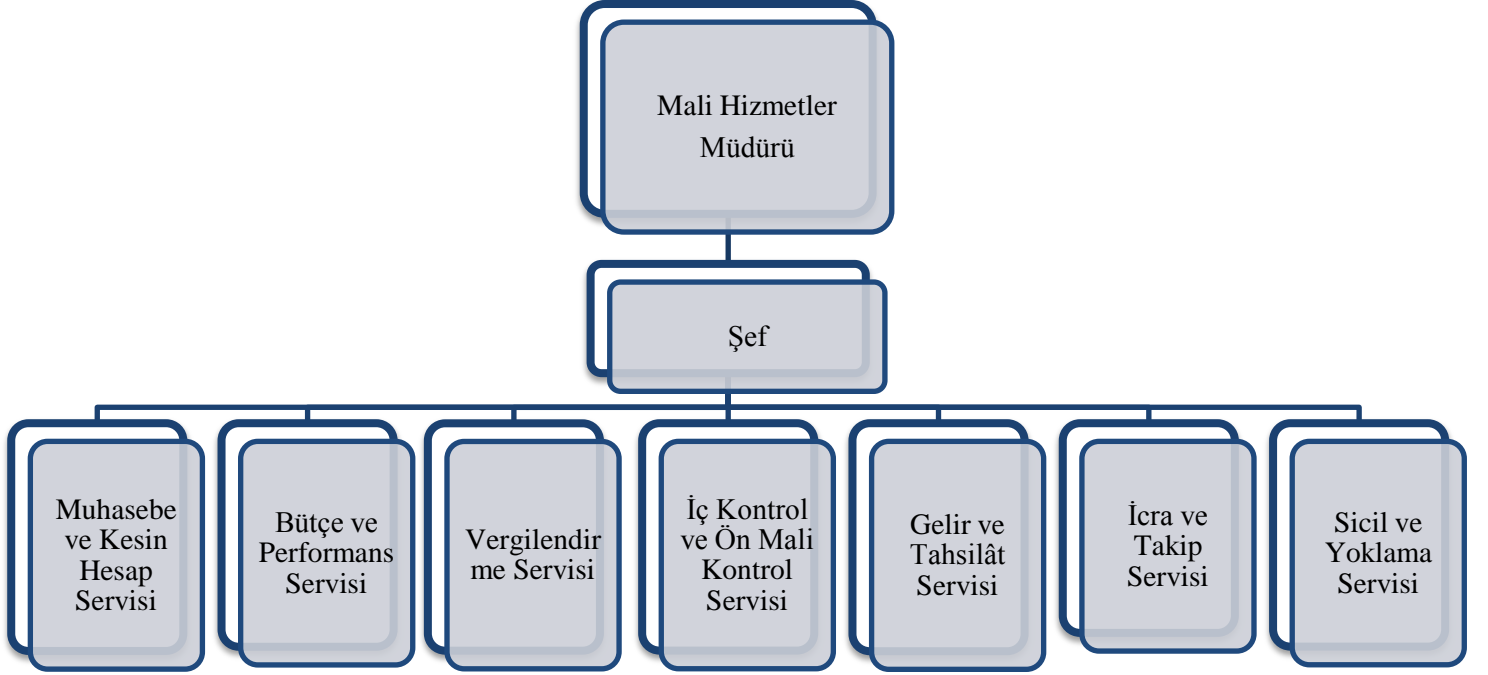 Mali Hizmetler
Müdürü
Şef
Muhasebe
ve Kesin
Hesap
Servisi
Bütçe ve
Performans
Servisi
Vergilendir
me Servisi
İç Kontrol
ve Ön Mali
Kontrol
Servisi
Gelir ve
Tahsilât
Servisi
İcra ve
Takip
Servisi
Sicil ve
Yoklama
Servisi